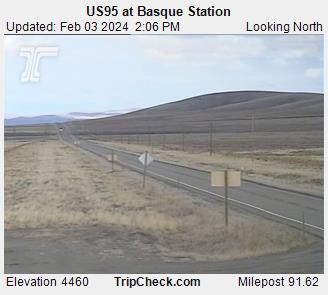 US95 at Basque Station
Updated: Feb 03 2024 2:06 PM Looking North
Elevation 4460 TripCheck.com Milepost 91.62